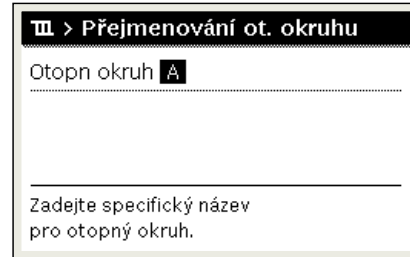 > Přejmenování ot. okruhu
Otopn okruh A
Zadejte specifický název
pro otopný okruh.